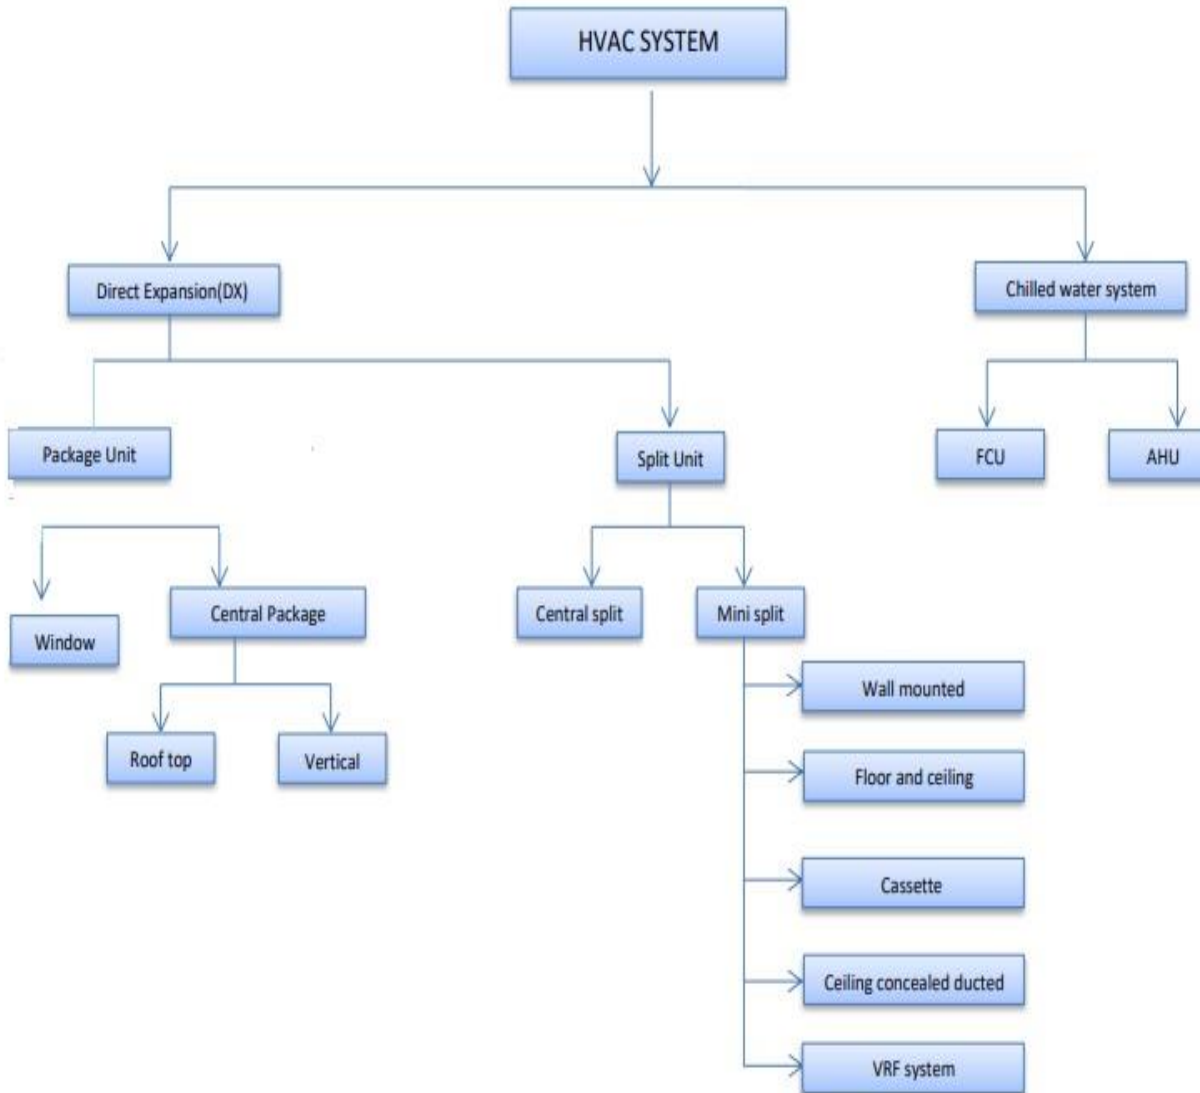 HVAC SYSTEM
Direct Expansion(DX)
Chilled water system
Package Unit
Split Unit
FCU
AHU
Window
Central Package
Central split
Mini split
Roof top
Vertical
Wall mounted
Floor and ceiling
Cassette
Ceiling concealed ducted
VRF system